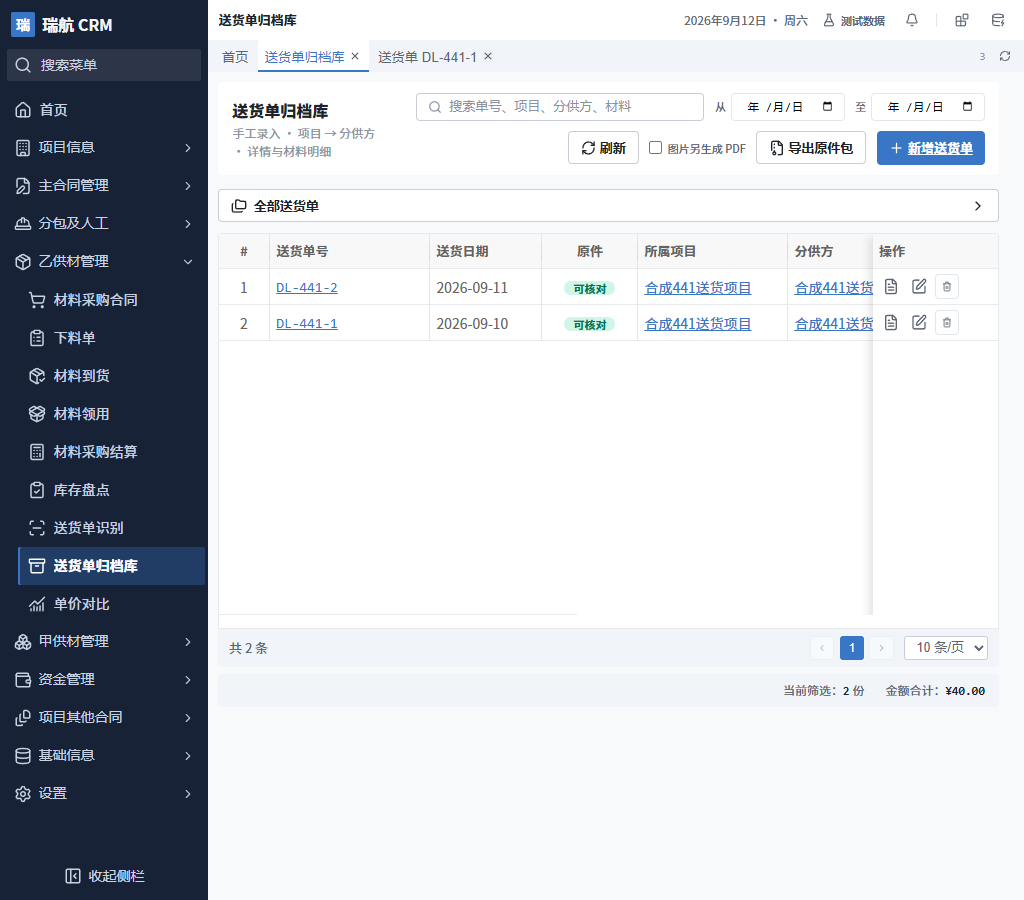 瑞 瑞航 CRM
搜索菜单
首页
项目信息
主合同管理
分包及人工
乙供材管理
材料采购合同
下料单
材料到货
材料领用
材料采购结算
库存盘点
送货单识别
送货单归档库
单价对比
甲供材管理
资金管理
项目其他合同
基础信息
设置
收起侧栏
送货单归档库
2026年9月12日 · 周六 测试数据
首页 送货单归档库 × 送货单 DL-441-1 × 3
送货单归档库
手工录入 · 项目 → 分供方
· 详情与材料明细
搜索单号、项目、分供方、材料 从 年 /月/日 至 年 /月/日
刷新 图片另生成 PDF 导出原件包 + 新增送货单
全部送货单
# 送货单号 送货日期 原件 所属项目 分供方 操作
1 DL-441-2 2026-09-11 可核对 合成441送货项目 合成441送货
2 DL-441-1 2026-09-10 可核对 合成441送货项目 合成441送货
共 2 条 ‹ 1 › 10 条/页
当前筛选: 2 份 金额合计: ¥40.00